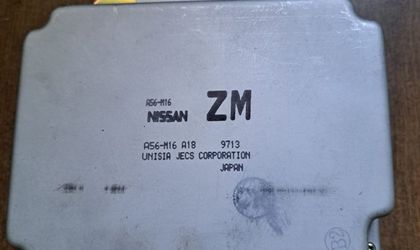 A56-M16 ZM
NISSAN
A56-M16 A18 9713
UNISIA JECS CORPORATION
JAPAN